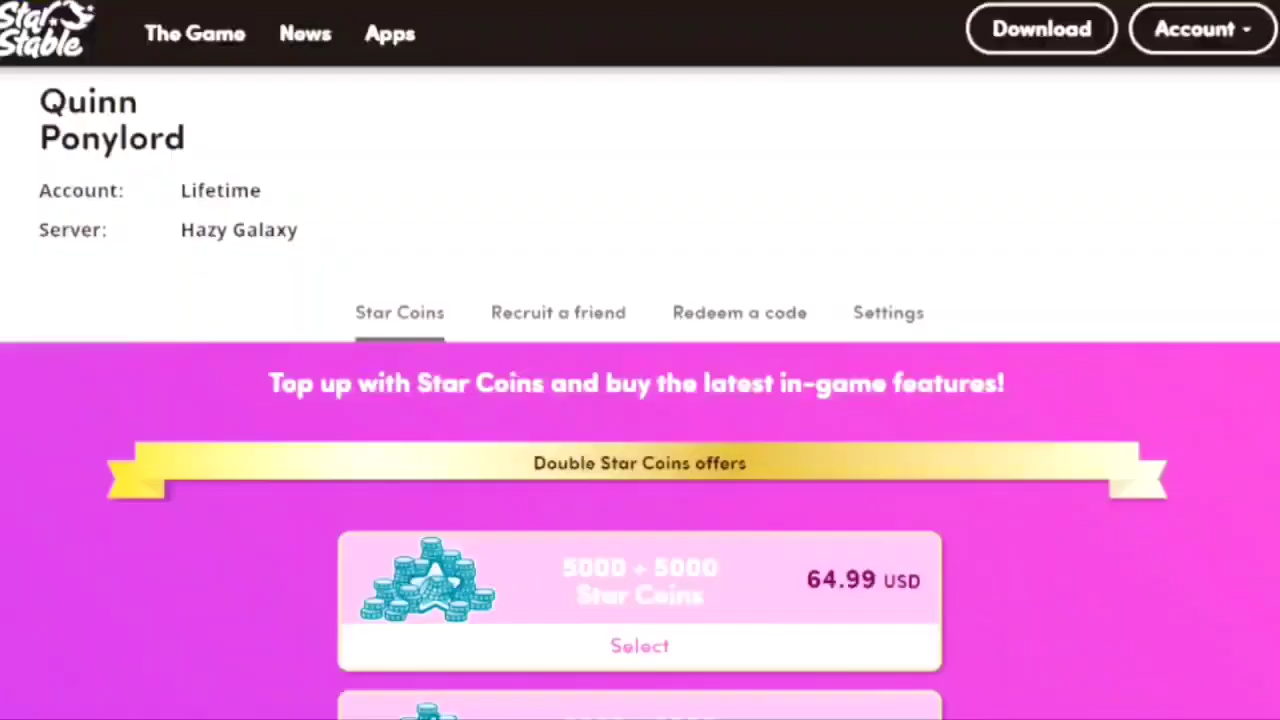 Star
Stable
The Game
News
Apps
Download
Account
Quinn
Ponylord
Account: Lifetime
Server: Hazy Galaxy
Star Coins
Recruit a friend
Redeem a code
Settings
Top up with Star Coins and buy the latest in-game features!
Double Star Coins offers
5000 + 5000
Star Coins
64.99 USD
Select